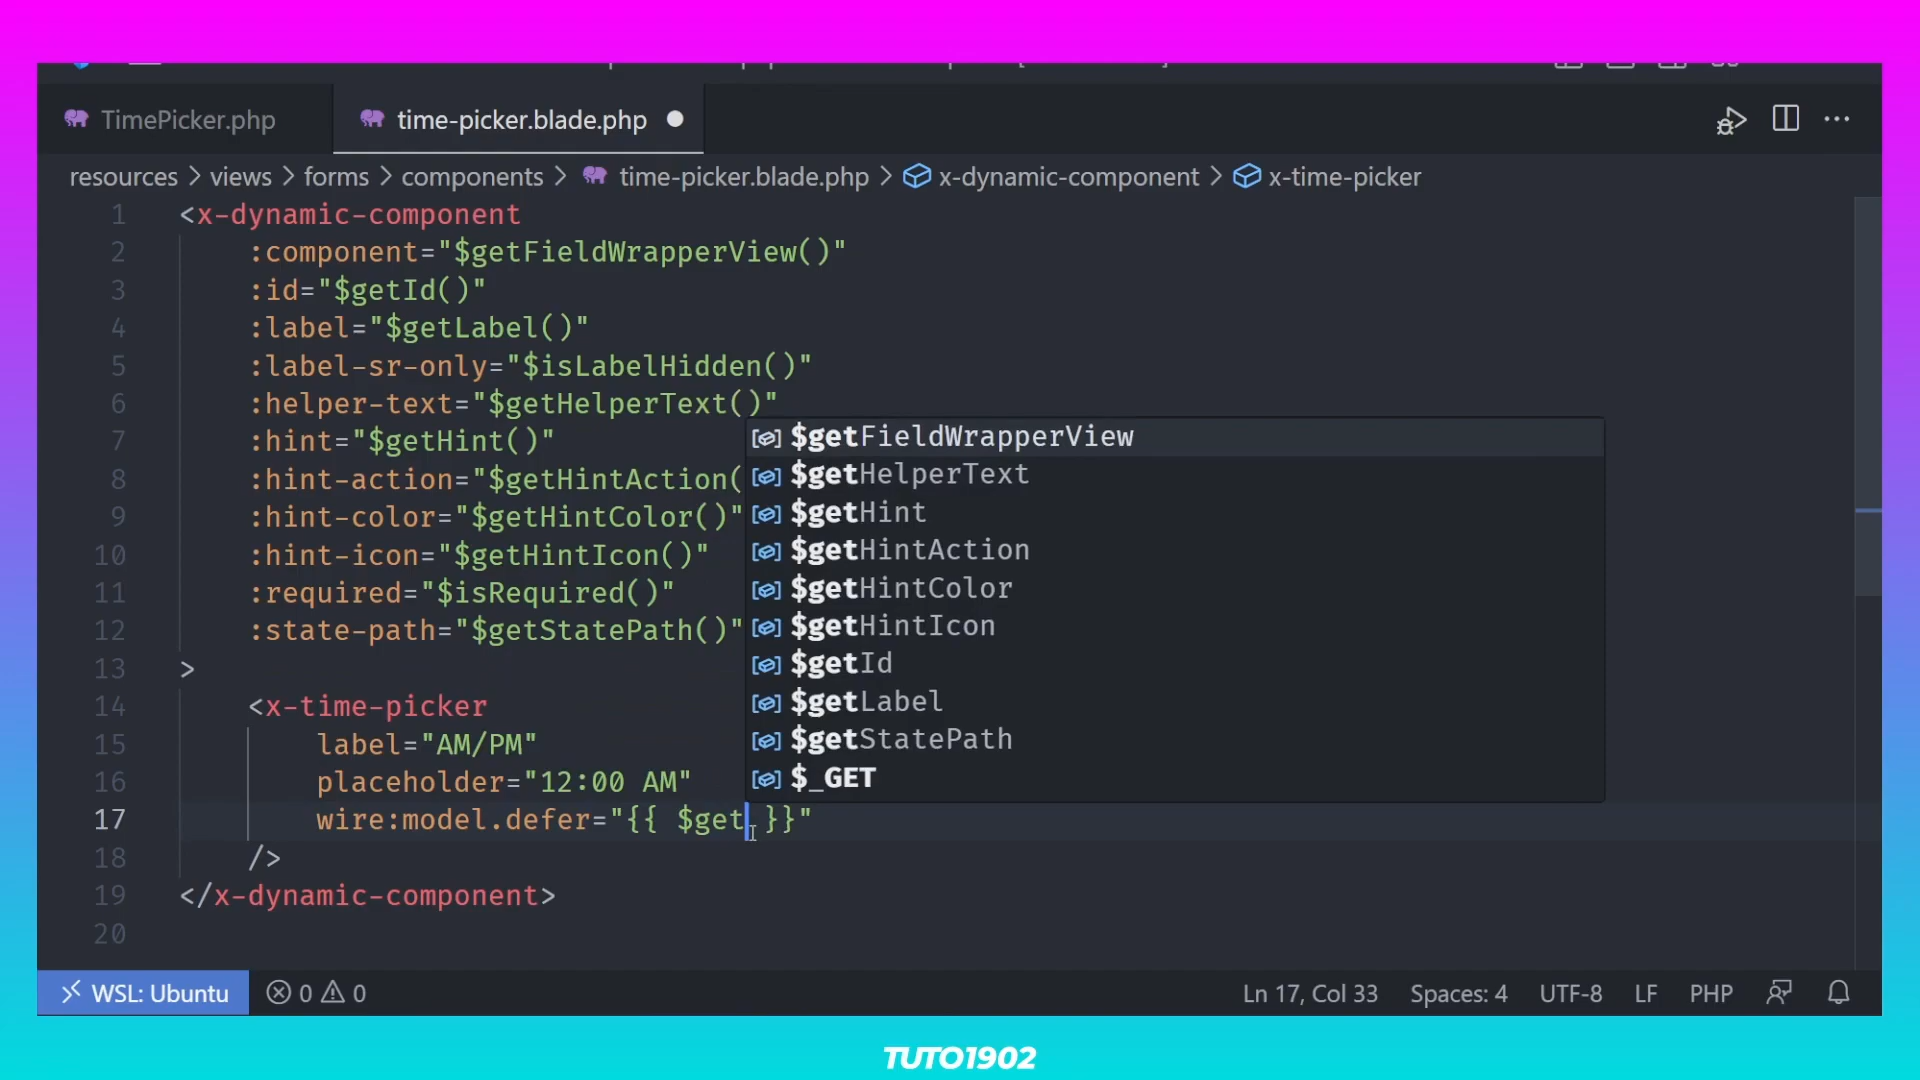 TimePicker.php
time-picker.blade.php
resources > views > forms > components > time-picker.blade.php > x-dynamic-component > x-time-picker
1 <x-dynamic-component
2 :component="$getFieldWrapperView()"
3 :id="$getId()"
4 :label="$getLabel()"
5 :label-sr-only="$isLabelHidden()"
6 :helper-text="$getHelperText()"
7 :hint="$getHint()"
8 :hint-action="$getHintAction(
9 :hint-color="$getHintColor()"
10 :hint-icon="$getHintIcon()"
11 :required="$isRequired()"
12 :state-path="$getStatePath()"
13 >
14 <x-time-picker
15 label="AM/PM"
16 placeholder="12:00 AM"
17 wire:model.defer="{{ $get }}"
18 />
19 </x-dynamic-component>
20
$getFieldWrapperView
$getHelperText
$getHint
$getHintAction
$getHintColor
$getHintIcon
$getId
$getLabel
$getStatePath
$_GET
WSL: Ubuntu 0 0 Ln 17, Col 33 Spaces: 4 UTF-8 LF PHP
TUTO1902